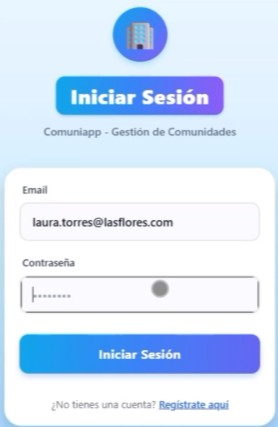 Iniciar Sesión
Comuniapp - Gestión de Comunidades
Email
laura.torres@lasflores.com
Contraseña
••••••••
Iniciar Sesión
¿No tienes una cuenta? Regístrate aquí